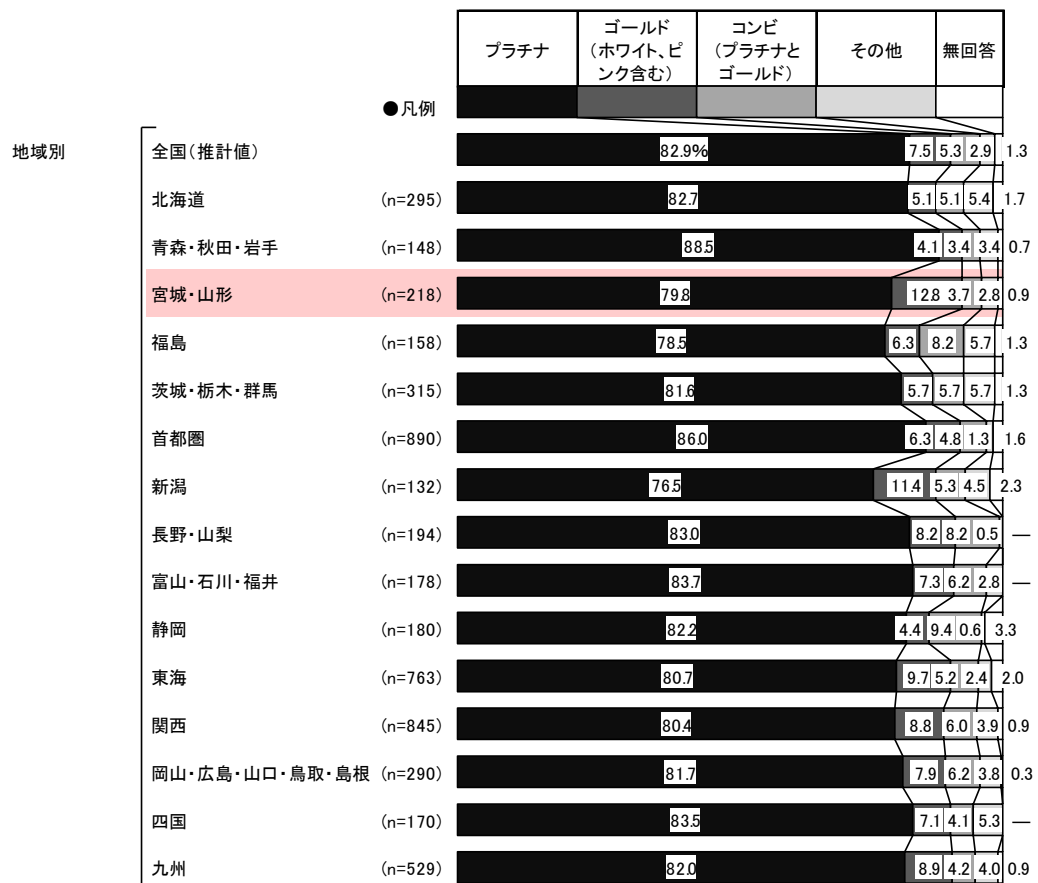 プラチナ
ゴールド
(ホワイト、ピ
ンク含む)
コンビ
(プラチナと
ゴールド)
その他
無回答
●凡例
地域別
全国(推計値) 82.9% 7.5 5.3 2.9 1.3
北海道 (n=295) 82.7 5.1 5.1 5.4 1.7
青森・秋田・岩手 (n=148) 88.5 4.1 3.4 3.4 0.7
宮城・山形 (n=218) 79.8 12.8 3.7 2.8 0.9
福島 (n=158) 78.5 6.3 8.2 5.7 1.3
茨城・栃木・群馬 (n=315) 81.6 5.7 5.7 5.7 1.3
首都圏 (n=890) 86.0 6.3 4.8 1.3 1.6
新潟 (n=132) 76.5 11.4 5.3 4.5 2.3
長野・山梨 (n=194) 83.0 8.2 8.2 0.5 ―
富山・石川・福井 (n=178) 83.7 7.3 6.2 2.8 ―
静岡 (n=180) 82.2 4.4 9.4 0.6 3.3
東海 (n=763) 80.7 9.7 5.2 2.4 2.0
関西 (n=845) 80.4 8.8 6.0 3.9 0.9
岡山・広島・山口・鳥取・島根 (n=290) 81.7 7.9 6.2 3.8 0.3
四国 (n=170) 83.5 7.1 4.1 5.3 ―
九州 (n=529) 82.0 8.9 4.2 4.0 0.9